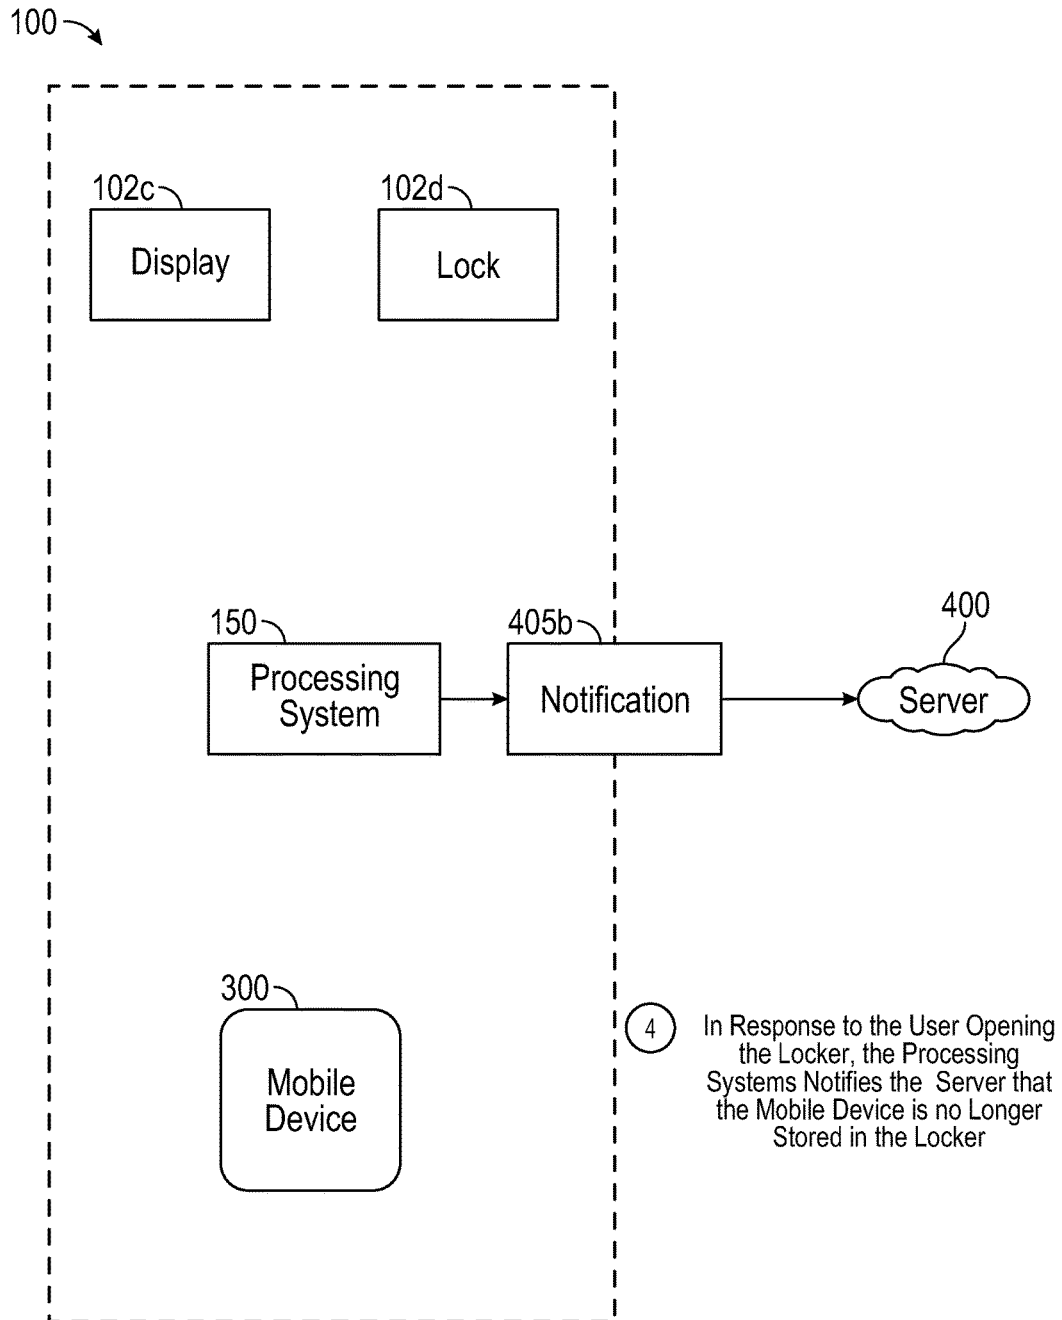 100
102c
102d
Display
Lock
150
405b
400
Processing
System
Notification
Server
300
Mobile
Device
4
In Response to the User Opening
the Locker, the Processing
Systems Notifies the Server that
the Mobile Device is no Longer
Stored in the Locker